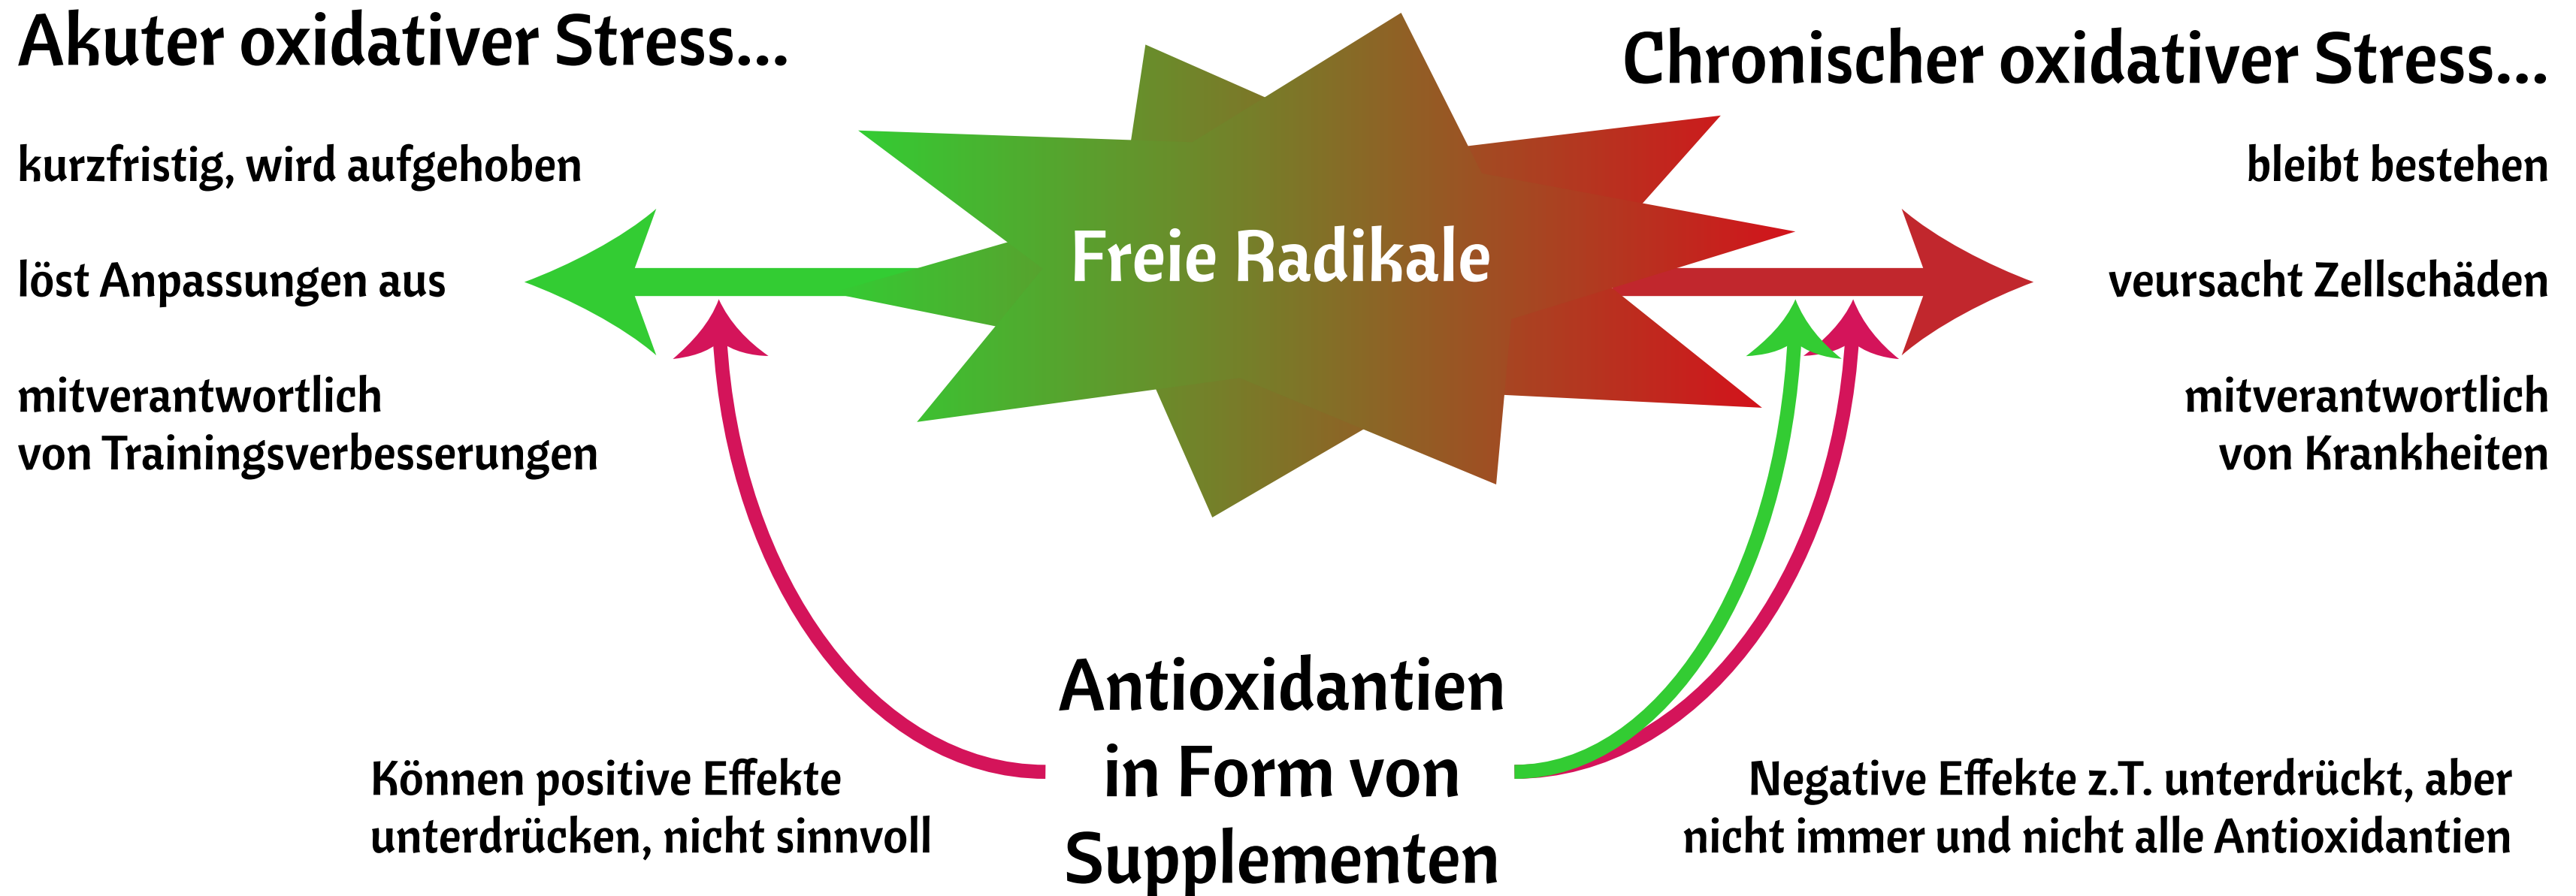 Akuter oxidativer Stress...
kurzfristig, wird aufgehoben
löst Anpassungen aus
mitverantwortlich
von Trainingsverbesserungen
Freie Radikale
Chronischer oxidativer Stress...
bleibt bestehen
veursacht Zellschäden
mitverantwortlich
von Krankheiten
Können positive Effekte
unterdrücken, nicht sinnvoll
Antioxidantien
in Form von
Supplementen
Negative Effekte z.T. unterdrückt, aber
nicht immer und nicht alle Antioxidantien